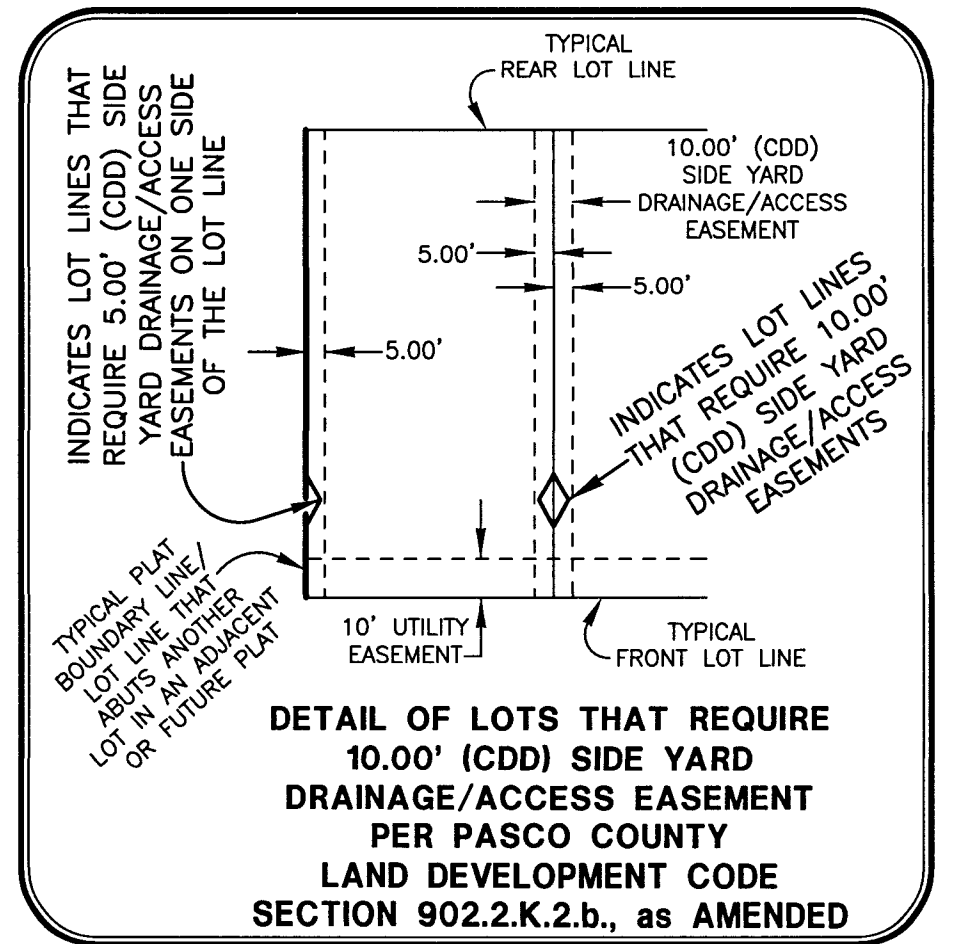 TYPICAL
REAR LOT LINE
INDICATES LOT LINES THAT
REQUIRE 5.00' (CDD) SIDE
YARD DRAINAGE/ACCESS
EASEMENTS ON ONE SIDE
OF THE LOT LINE
10.00' (CDD)
SIDE YARD
DRAINAGE/ACCESS
EASEMENT
5.00'
5.00'
5.00'
INDICATES LOT LINES
THAT REQUIRE 10.00'
(CDD) SIDE YARD
DRAINAGE/ACCESS
EASEMENTS
TYPICAL PLAT
BOUNDARY LINE/
LOT LINE THAT
ABUTS ANOTHER
LOT IN AN ADJACENT
OR FUTURE PLAT
10' UTILITY
EASEMENT
TYPICAL
FRONT LOT LINE
DETAIL OF LOTS THAT REQUIRE
10.00' (CDD) SIDE YARD
DRAINAGE/ACCESS EASEMENT
PER PASCO COUNTY
LAND DEVELOPMENT CODE
SECTION 902.2.K.2.b., as AMENDED